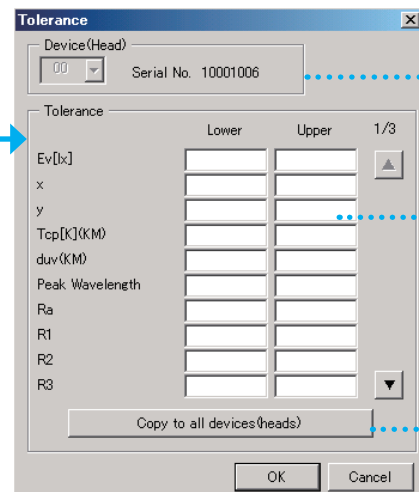 Tolerance
Device(Head)
00 Serial No. 10001006
Tolerance
Lower Upper 1/3
Ev[lx]
x
y
Tcp[K](KM)
duv(KM)
Peak Wavelength
Ra
R1
R2
R3
Copy to all devices(heads)
OK Cancel